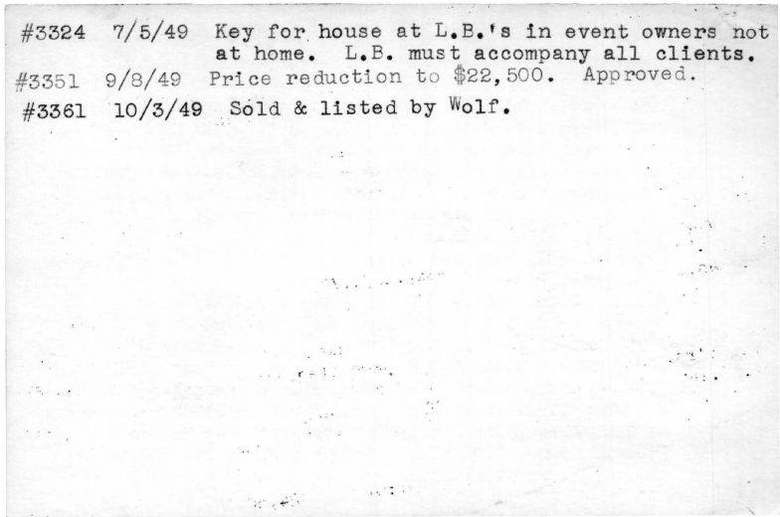 #3324  7/5/49  Key for house at L.B.'s in event owners not
at home.  L.B. must accompany all clients.
#3351  9/8/49  Price reduction to $22,500.  Approved.
#3361  10/3/49  Sold & listed by Wolf.